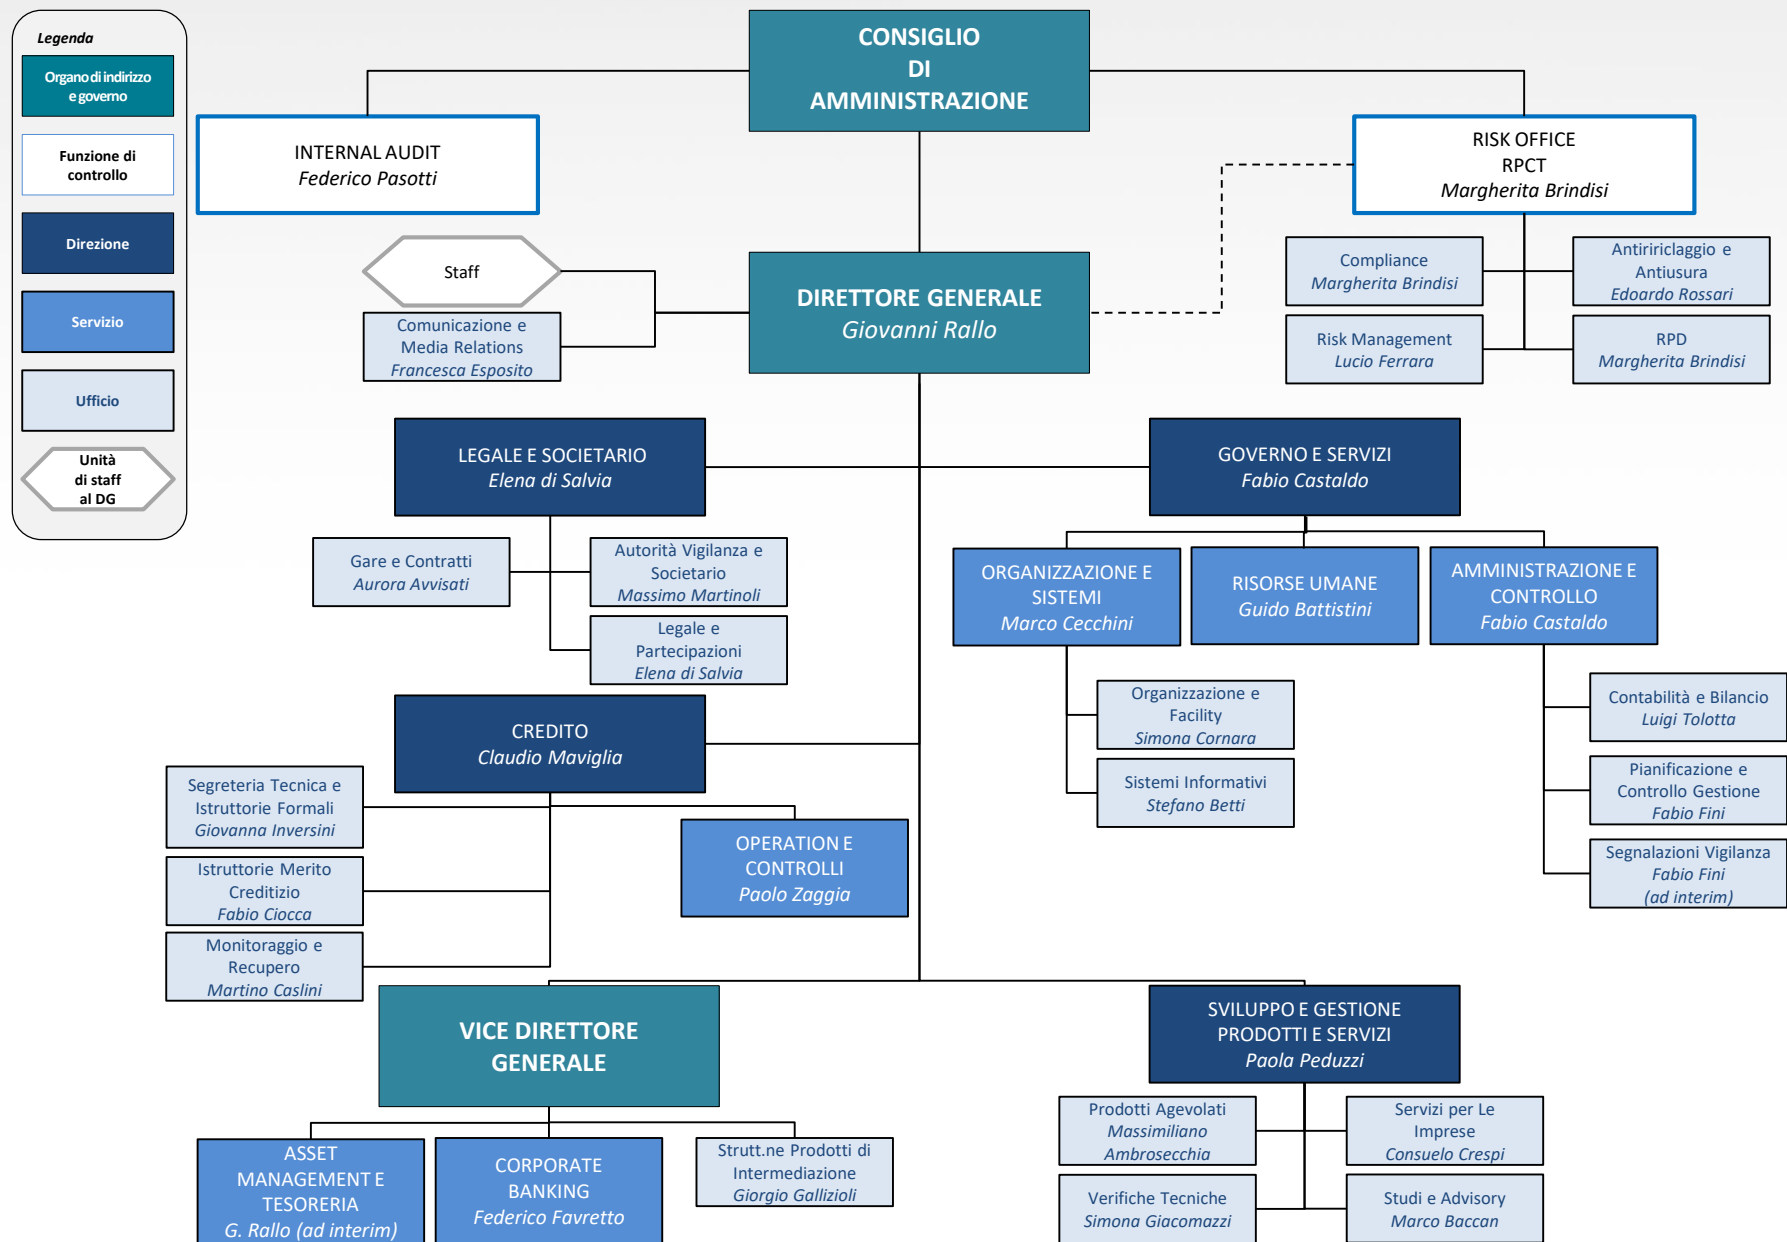 Legenda
Organo di indirizzo
e governo
Funzione di
controllo
Direzione
Servizio
Ufficio
Unità
di staff
al DG
CONSIGLIO
DI
AMMINISTRAZIONE
INTERNAL AUDIT
Federico Pasotti
RISK OFFICE
RPCT
Margherita Brindisi
Staff
Comunicazione e
Media Relations
Francesca Esposito
DIRETTORE GENERALE
Giovanni Rallo
Compliance
Margherita Brindisi
Antiririclaggio e
Antiusura
Edoardo Rossari
Risk Management
Lucio Ferrara
RPD
Margherita Brindisi
LEGALE E SOCIETARIO
Elena di Salvia
GOVERNO E SERVIZI
Fabio Castaldo
Gare e Contratti
Aurora Avvisati
Autorità Vigilanza e
Societario
Massimo Martinoli
Legale e
Partecipazioni
Elena di Salvia
ORGANIZZAZIONE E
SISTEMI
Marco Cecchini
RISORSE UMANE
Guido Battistini
AMMINISTRAZIONE E
CONTROLLO
Fabio Castaldo
Organizzazione e
Facility
Simona Cornara
Sistemi Informativi
Stefano Betti
Contabilità e Bilancio
Luigi Tolotta
Pianificazione e
Controllo Gestione
Fabio Fini
Segnalazioni Vigilanza
Fabio Fini
(ad interim)
CREDITO
Claudio Maviglia
Segreteria Tecnica e
Istruttorie Formali
Giovanna Inversini
Istruttorie Merito
Creditizio
Fabio Ciocca
Monitoraggio e
Recupero
Martino Caslini
OPERATION E
CONTROLLI
Paolo Zaggia
VICE DIRETTORE
GENERALE
SVILUPPO E GESTIONE
PRODOTTI E SERVIZI
Paola Peduzzi
ASSET
MANAGEMENT E
TESORERIA
G. Rallo (ad interim)
CORPORATE
BANKING
Federico Favretto
Strutt.ne Prodotti di
Intermediazione
Giorgio Gallizioli
Prodotti Agevolati
Massimiliano
Ambrosecchia
Servizi per Le
Imprese
Consuelo Crespi
Verifiche Tecniche
Simona Giacomazzi
Studi e Advisory
Marco Baccan